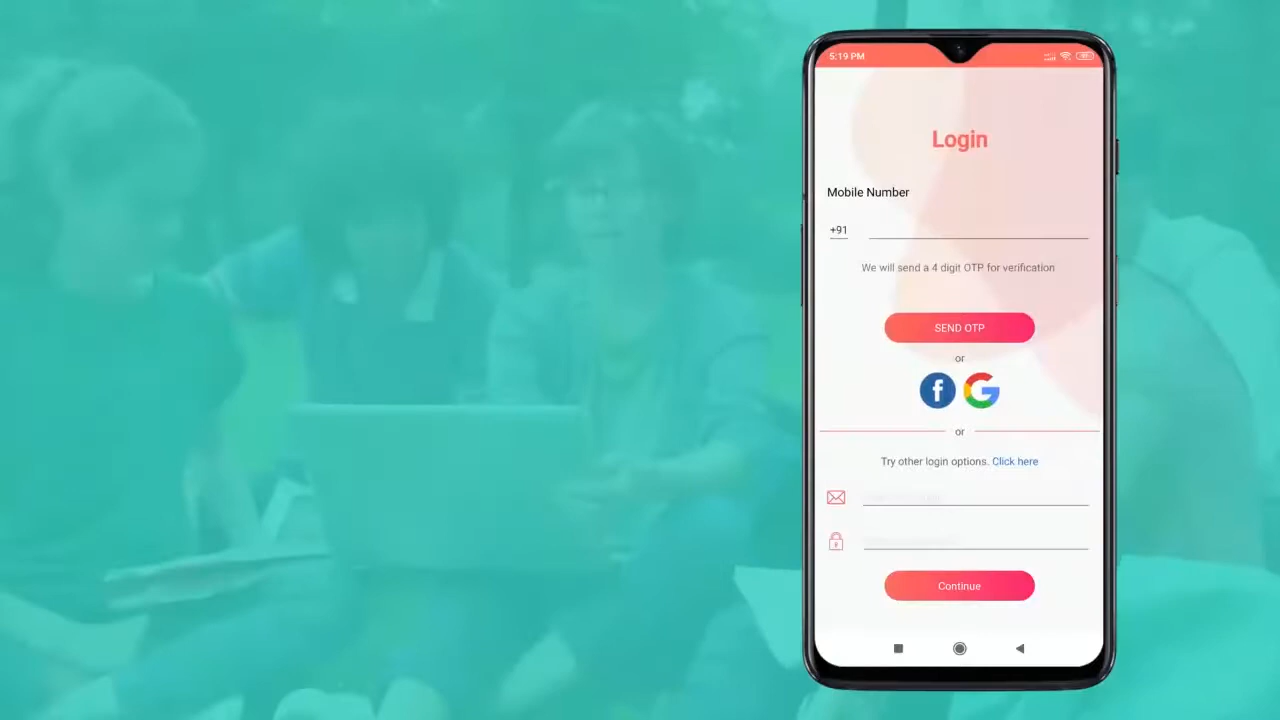 5:19 PM
Login
Mobile Number
+91
We will send a 4 digit OTP for verification
SEND OTP
or
f G
or
Try other login options. Click here
Continue